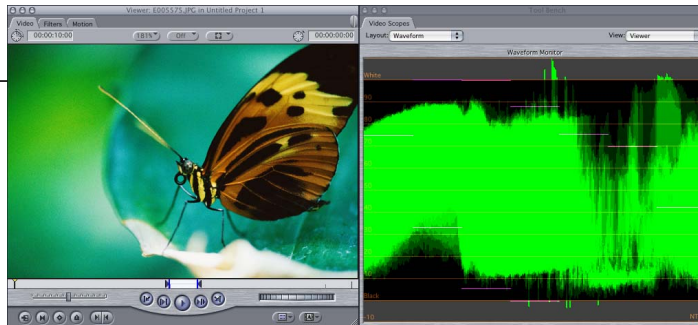 Viewer: E005575.JPG in Untitled Project 1
Tool Bench
Video Filters Motion
Video Scopes
00:00:10:00 181% Off 00:00:00:00
Layout: Waveform View: Viewer
Waveform Monitor
White
90
Black
-10